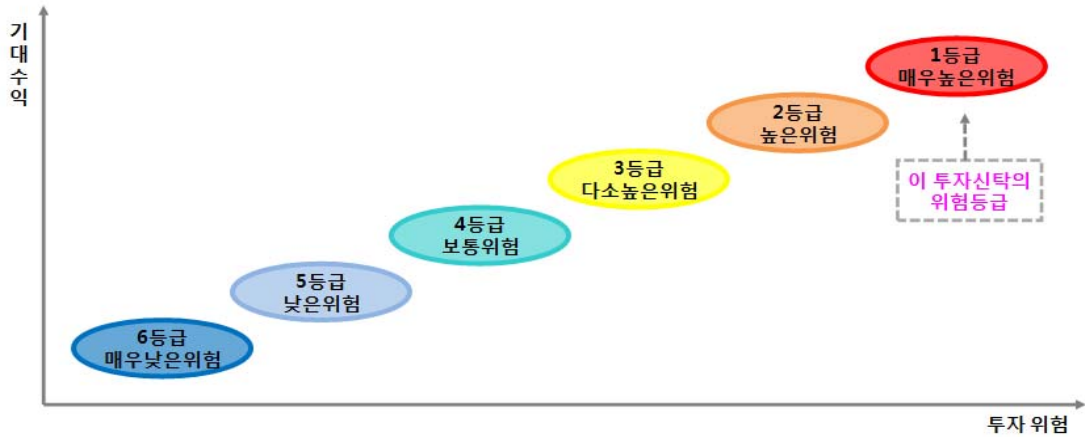 기
대
수
익
1등급
매우높은위험
2등급
높은위험
3등급
다소높은위험
이 투자신탁의
위험등급
4등급
보통위험
5등급
낮은위험
6등급
매우낮은위험
투자 위험